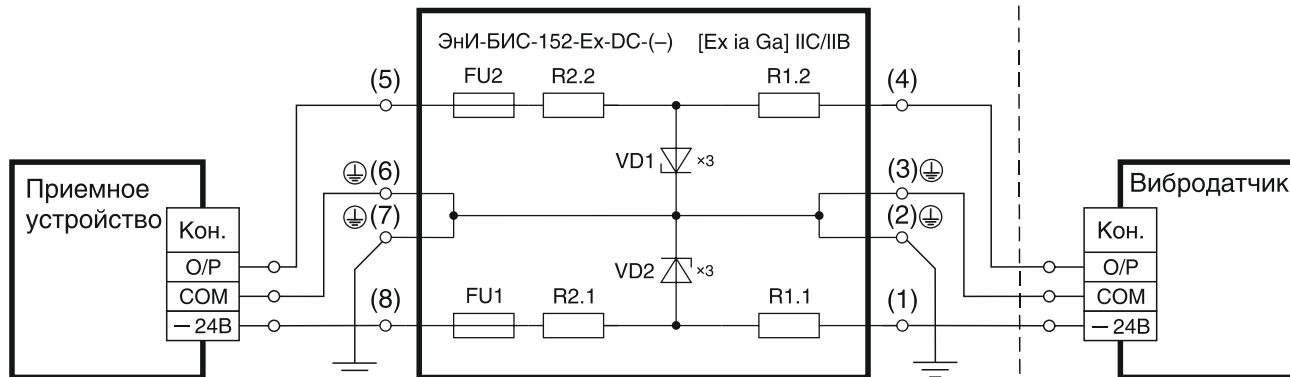 ЭнИ-БИС-152-Ex-DC-(–) [Ex ia Ga] IIC/IIB
(5) FU2 R2.2 R1.2 (4)
VD1 ×3
(6) (3)
Приемное
устройство
Вибродатчик
(7) (2)
Кон. Кон.
O/P O/P
VD2 ×3
COM COM
(8) FU1 R2.1 R1.1 (1)
– 24В – 24В